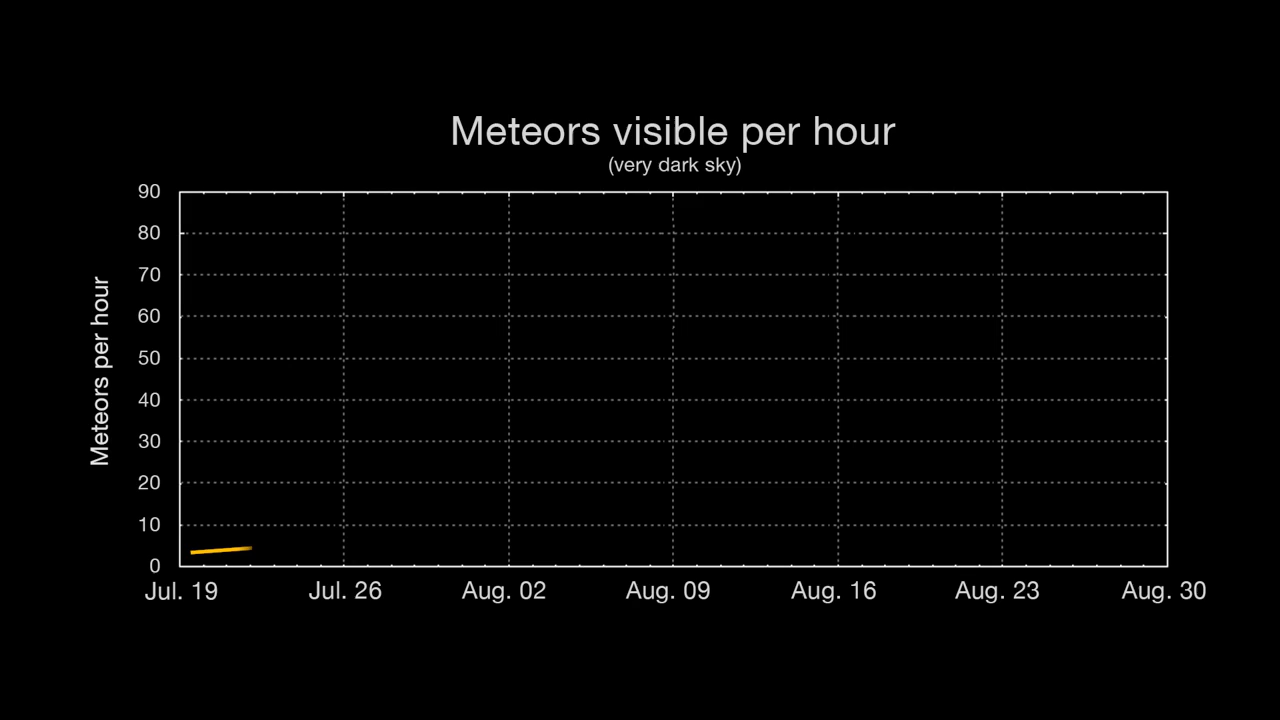 Meteors visible per hour
(very dark sky)
Meteors per hour
90
80
70
60
50
40
30
20
10
0
Jul. 19 Jul. 26 Aug. 02 Aug. 09 Aug. 16 Aug. 23 Aug. 30